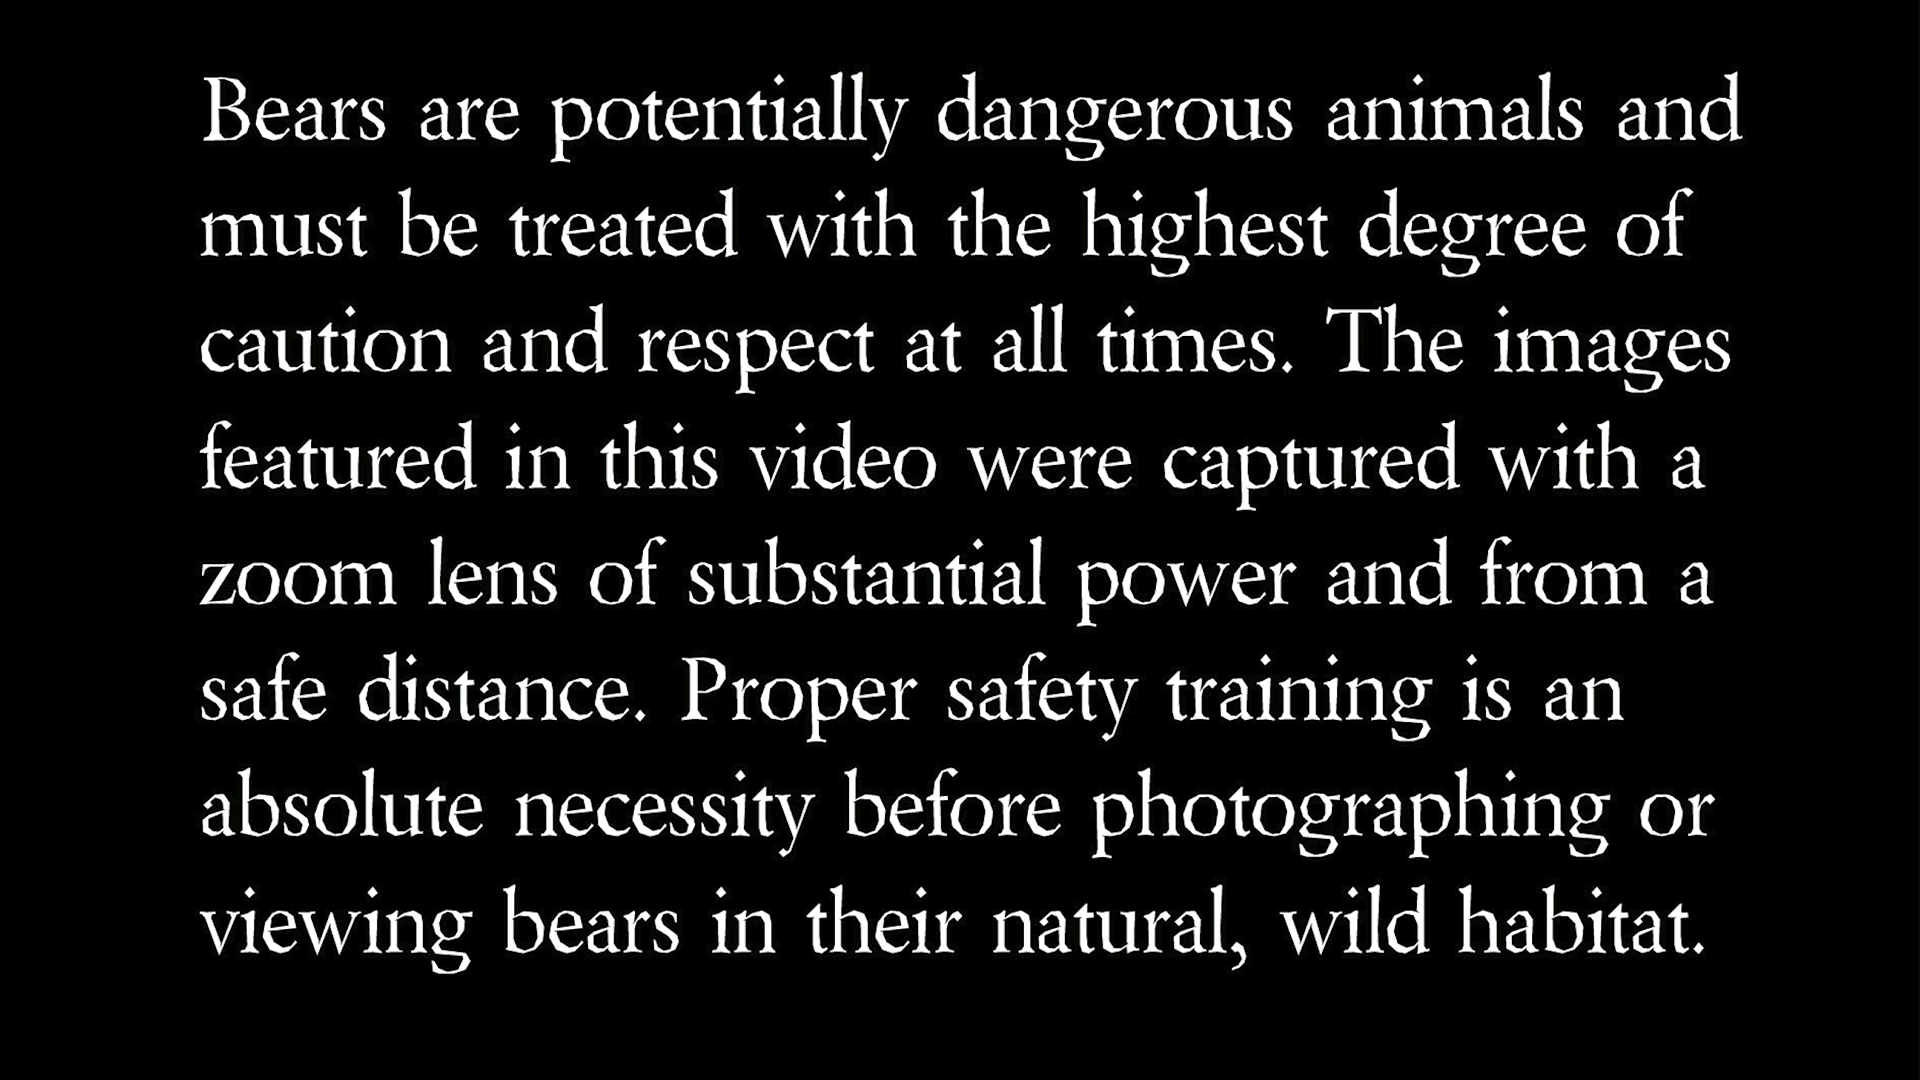 Bears are potentially dangerous animals and
must be treated with the highest degree of
caution and respect at all times. The images
featured in this video were captured with a
zoom lens of substantial power and from a
safe distance. Proper safety training is an
absolute necessity before photographing or
viewing bears in their natural, wild habitat.